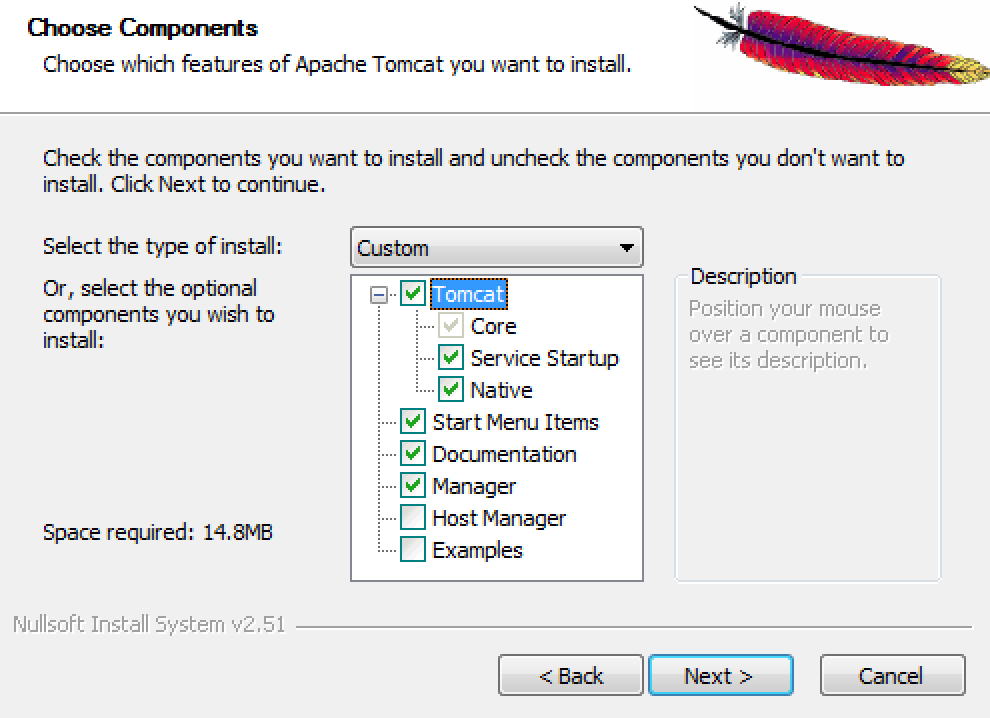 Choose Components
Choose which features of Apache Tomcat you want to install.
Check the components you want to install and uncheck the components you don't want to
install. Click Next to continue.
Select the type of install:
Custom
Or, select the optional
components you wish to
install:
Tomcat
Core
Service Startup
Native
Start Menu Items
Documentation
Manager
Host Manager
Examples
Description
Position your mouse
over a component to
see its description.
Space required: 14.8MB
Nullsoft Install System v2.51
< Back
Next >
Cancel